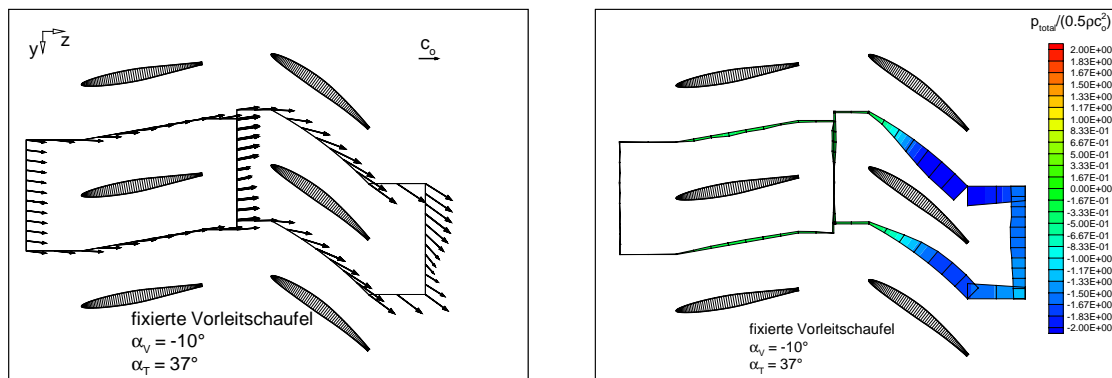 y z
c₀
fixierte Vorleitschaufel
α_V = -10°
α_T = 37°
p_total/(0.5ρc₀²)
2.00E+00
1.83E+00
1.67E+00
1.50E+00
1.33E+00
1.17E+00
1.00E+00
8.33E-01
6.67E-01
5.00E-01
3.33E-01
1.67E-01
0.00E+00
-1.67E-01
-3.33E-01
-5.00E-01
-6.67E-01
-8.33E-01
-1.00E+00
-1.17E+00
-1.33E+00
-1.50E+00
-1.67E+00
-1.83E+00
-2.00E+00
fixierte Vorleitschaufel
α_V = -10°
α_T = 37°